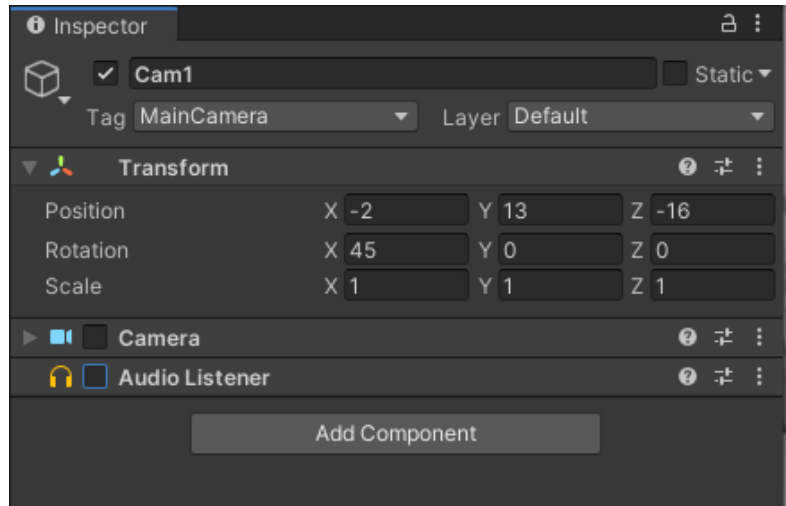 Inspector
Cam1 Static
Tag MainCamera Layer Default
Transform
Position X -2 Y 13 Z -16
Rotation X 45 Y 0 Z 0
Scale X 1 Y 1 Z 1
Camera
Audio Listener
Add Component